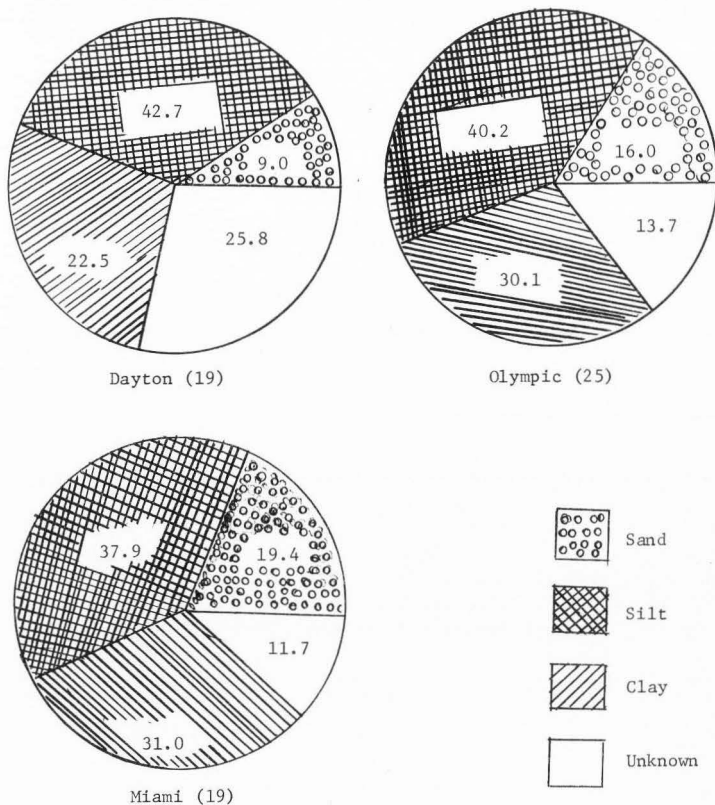 42.7
9.0
22.5
25.8
Dayton (19)
40.2
16.0
30.1
13.7
Olympic (25)
37.9
19.4
31.0
11.7
Miami (19)
Sand
Silt
Clay
Unknown